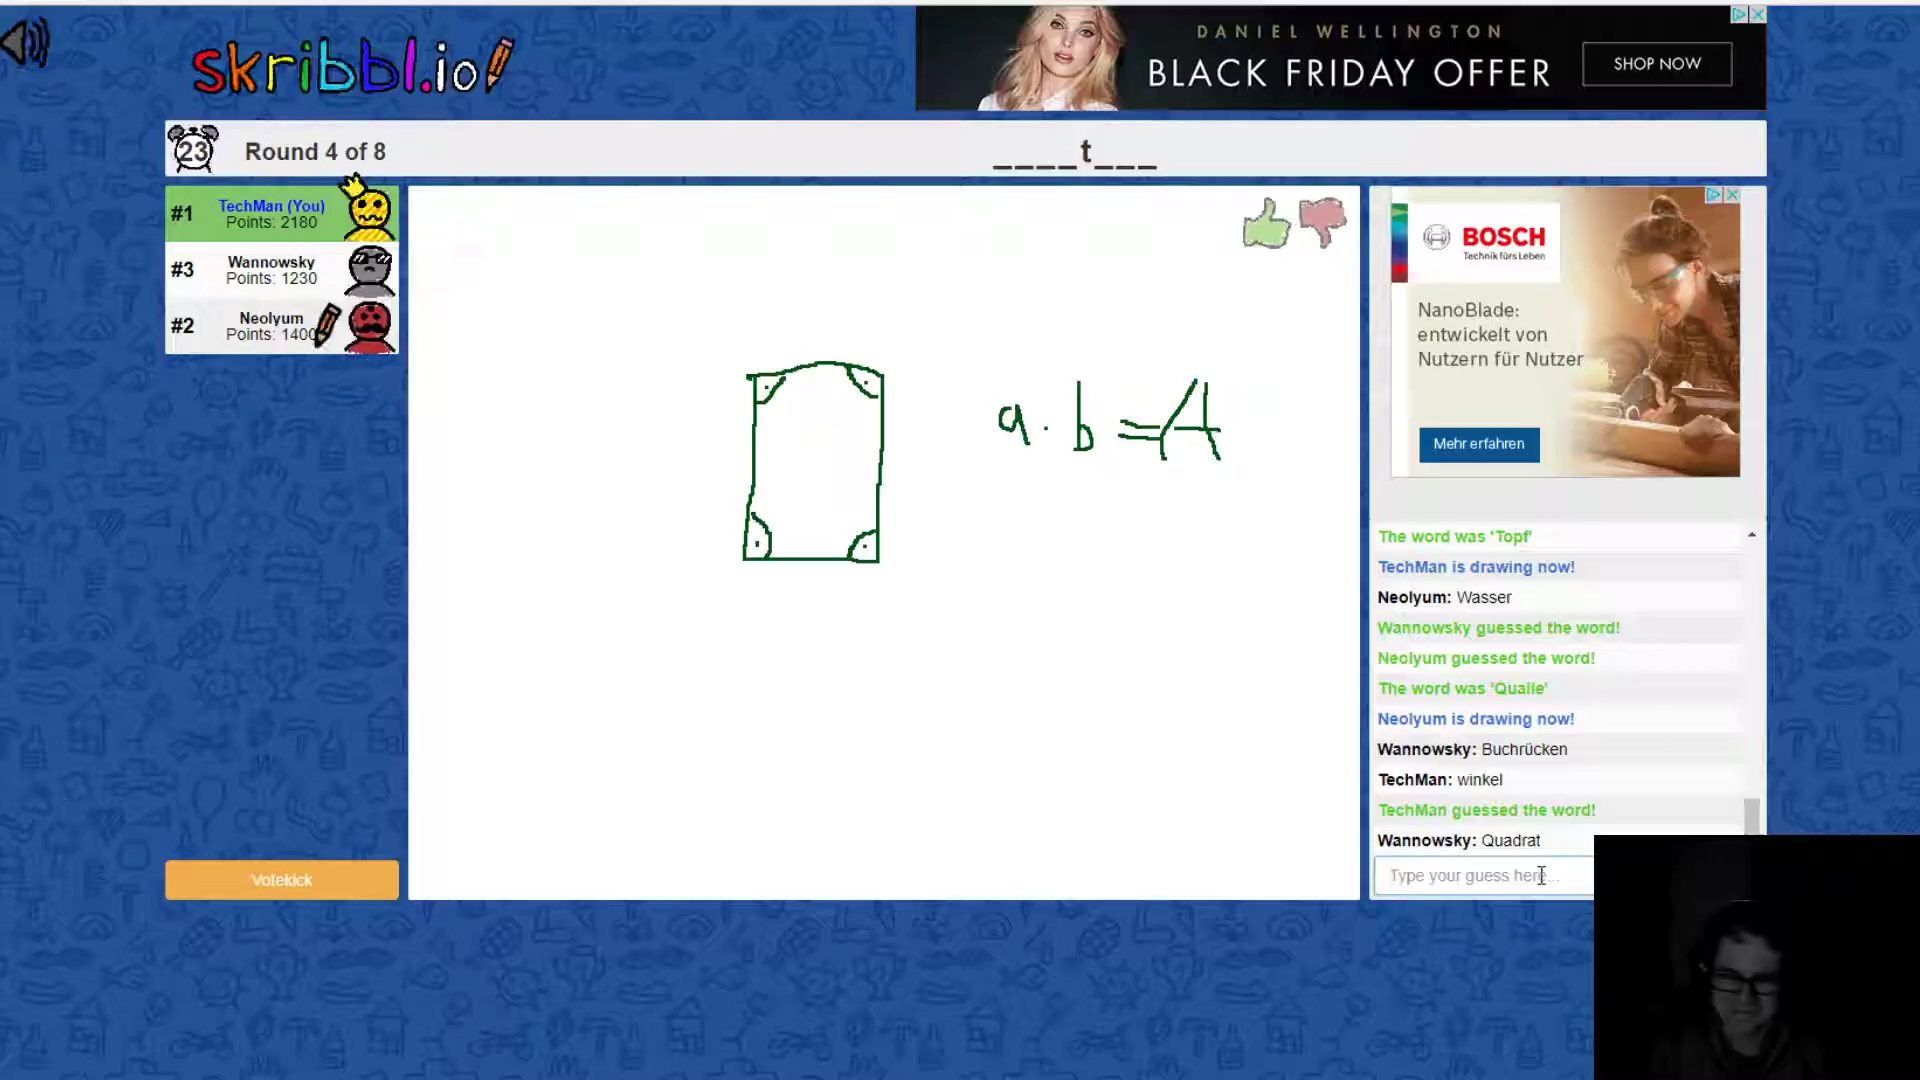 skribbl.io
DANIEL WELLINGTON
BLACK FRIDAY OFFER
SHOP NOW
23
Round 4 of 8
____t___
#1
TechMan (You)
Points: 2180
#3
Wannowsky
Points: 1230
#2
Neolyum
Points: 1400
a · b = A
BOSCH
Technik fürs Leben
NanoBlade:
entwickelt von
Nutzern für Nutzer
Mehr erfahren
The word was 'Topf'
TechMan is drawing now!
Neolyum: Wasser
Wannowsky guessed the word!
Neolyum guessed the word!
The word was 'Qualle'
Neolyum is drawing now!
Wannowsky: Buchrücken
TechMan: winkel
TechMan guessed the word!
Wannowsky: Quadrat
Type your guess here...
Votekick